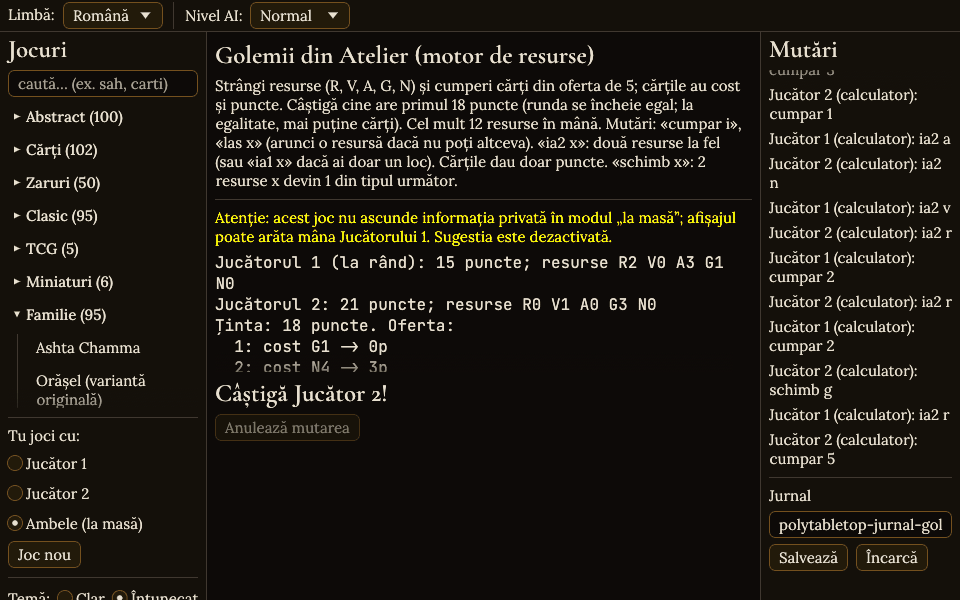 Limbă: Română Nivel AI: Normal
Jocuri
caută... (ex. sah, carti)
Abstract (100)
Cărți (102)
Zaruri (50)
Clasic (95)
TCG (5)
Miniaturi (6)
Familie (95)
Ashta Chamma
Orășel (variantă
originală)
Tu joci cu:
Jucător 1
Jucător 2
Ambele (la masă)
Joc nou
Temă: Clar Întunecat
Golemii din Atelier (motor de resurse)
Strângi resurse (R, V, A, G, N) și cumperi cărți din oferta de 5; cărțile au cost
și puncte. Câștigă cine are primul 18 puncte (runda se încheie egal; la
egalitate, mai puține cărți). Cel mult 12 resurse în mână. Mutări: «cumpar i»,
«las x» (arunci o resursă dacă nu poți altceva). «ia2 x»: două resurse la fel
(sau «ia1 x» dacă ai doar un loc). Cărțile dau doar puncte. «schimb x»: 2
resurse x devin 1 din tipul următor.
Atenție: acest joc nu ascunde informația privată în modul „la masă”; afișajul
poate arăta mâna Jucătorului 1. Sugestia este dezactivată.
Jucătorul 1 (la rând): 15 puncte; resurse R2 V0 A3 G1
N0
Jucătorul 2: 21 puncte; resurse R0 V1 A0 G3 N0
Ținta: 18 puncte. Oferta:
1: cost G1 -> 0p
2: cost N4 -> 3p
Câștigă Jucător 2!
Anulează mutarea
Mutări
cumpar 3
Jucător 2 (calculator):
cumpar 1
Jucător 1 (calculator): ia2 a
Jucător 2 (calculator): ia2
n
Jucător 1 (calculator): ia2 v
Jucător 2 (calculator): ia2 r
Jucător 1 (calculator):
cumpar 2
Jucător 2 (calculator): ia2 r
Jucător 1 (calculator):
cumpar 2
Jucător 2 (calculator):
schimb g
Jucător 1 (calculator): ia2 r
Jucător 2 (calculator):
cumpar 5
Jurnal
polytabletop-jurnal-gol
Salvează Încarcă